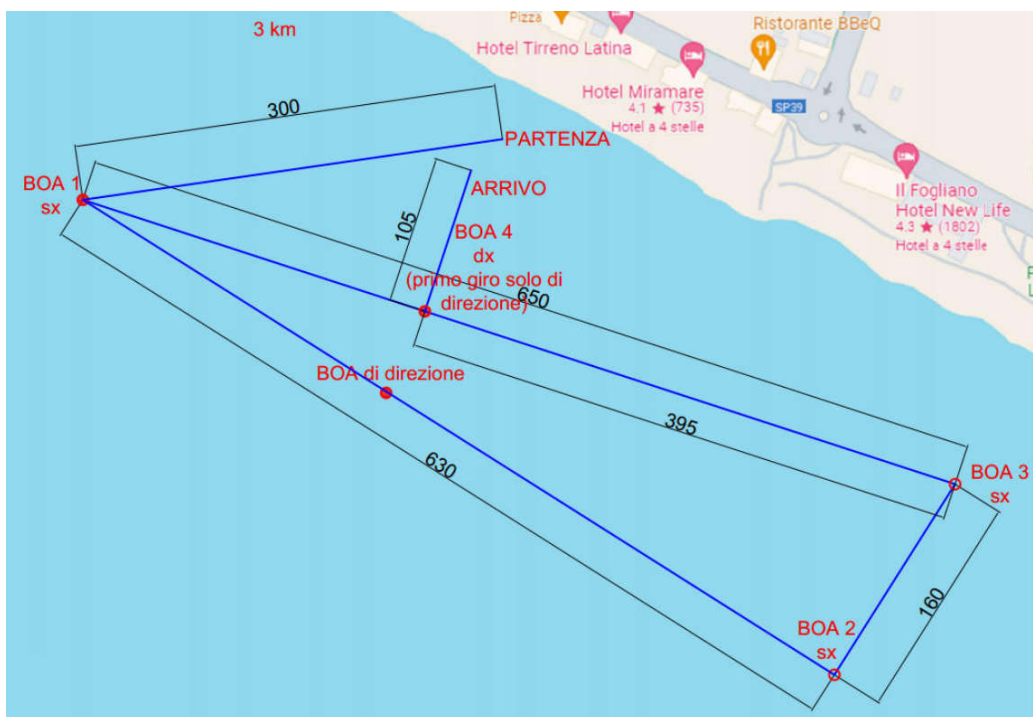 3 km
Pizza
Ristorante BBeQ
Hotel Tirreno Latina
Hotel Miramare
4.1 ★ (735)
Hotel a 4 stelle
SP39
300
PARTENZA
BOA 1
sx
ARRIVO
105
BOA 4
dx
(primo giro solo di
direzione)
Il Fogliano
Hotel New Life
4.3 ★ (1802)
Hotel a 4 stelle
650
BOA di direzione
395
630
BOA 3
sx
160
BOA 2
sx